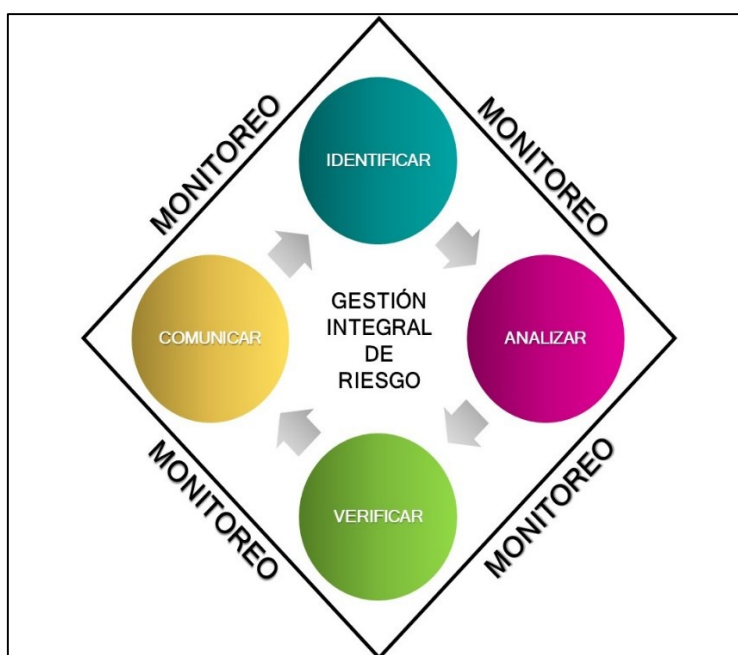 MONITOREO
MONITOREO
IDENTIFICAR
GESTIÓN
INTEGRAL
DE
RIESGO
COMUNICAR
ANALIZAR
VERIFICAR
MONITOREO
MONITOREO